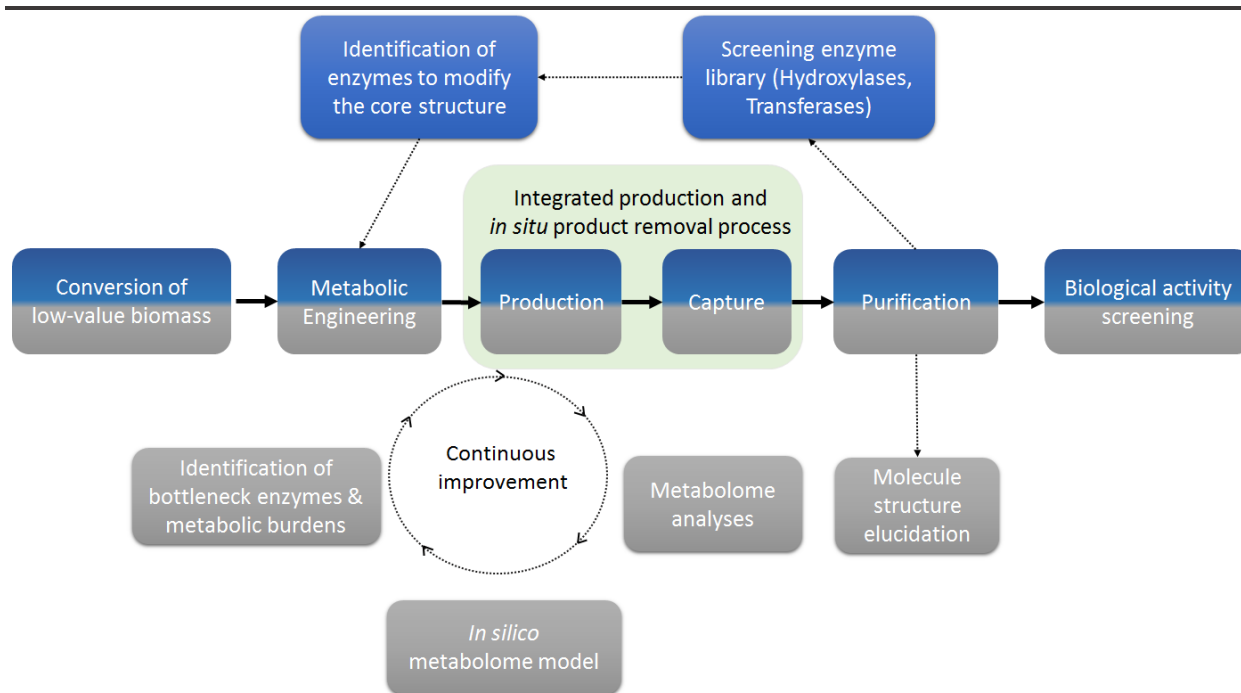 Identification of
enzymes to modify
the core structure
Screening enzyme
library (Hydroxylases,
Transferases)
Integrated production and
in situ product removal process
Conversion of
low-value biomass
Metabolic
Engineering
Production
Capture
Purification
Biological activity
screening
Continuous
improvement
Identification of
bottleneck enzymes &
metabolic burdens
Metabolome
analyses
Molecule
structure
elucidation
In silico
metabolome model